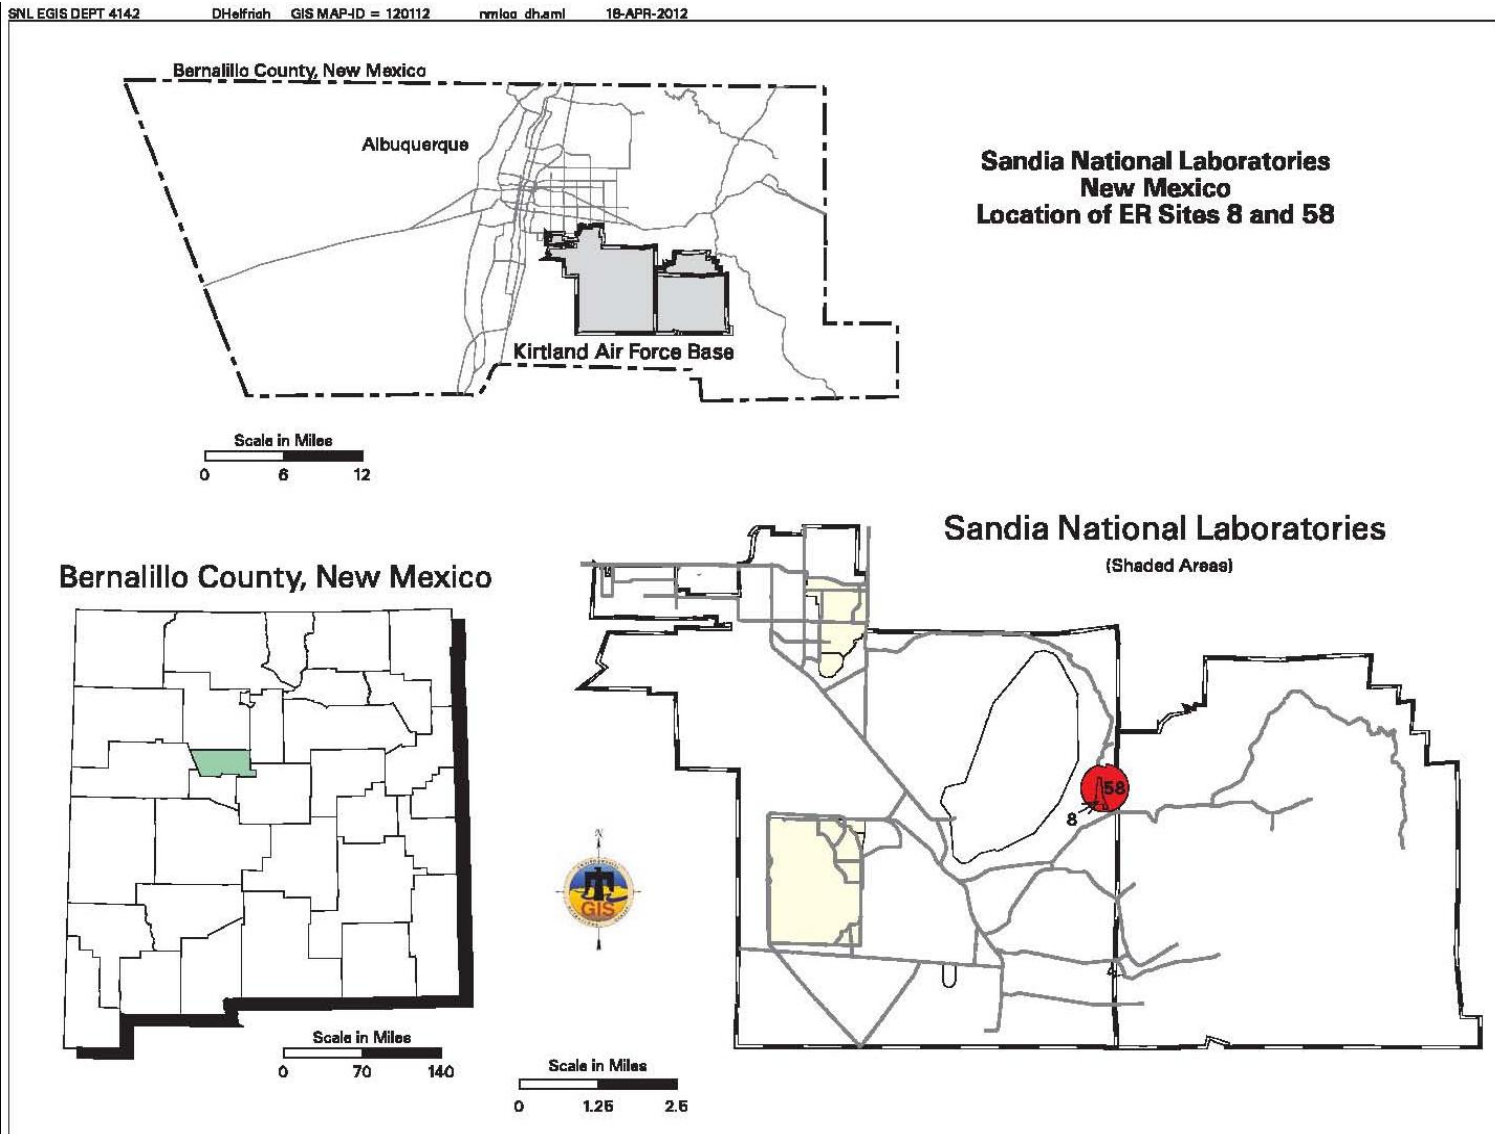 SNL EGIS DEPT 4142 DHelfrich GIS MAP-ID = 120112 nmloc_dh.aml 16-APR-2012
Bernalillo County, New Mexico
Albuquerque
Sandia National Laboratories
New Mexico
Location of ER Sites 8 and 58
Kirtland Air Force Base
Scale in Miles
0 6 12
Sandia National Laboratories
(Shaded Areas)
Bernalillo County, New Mexico
58
8
N
GIS
Scale in Miles
0 70 140
Scale in Miles
0 1.25 2.5